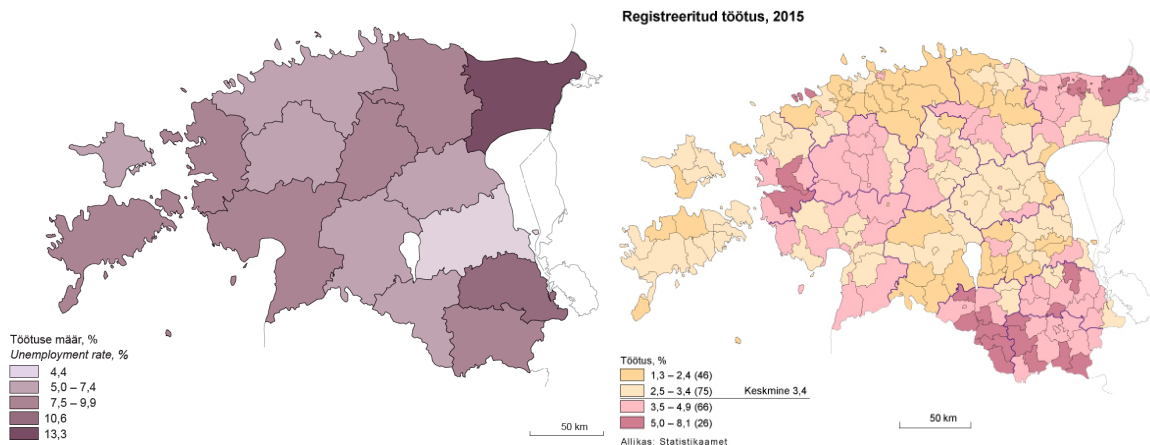 Registreeritud töötus, 2015
Töötuse määr, %
Unemployment rate, %
4,4
5,0 – 7,4
7,5 – 9,9
10,6
13,3
50 km
Töötus, %
1,3 – 2,4 (46)
2,5 – 3,4 (75) Keskmine 3,4
3,5 – 4,9 (66)
5,0 – 8,1 (26)
50 km
Allikas: Statistikaamet